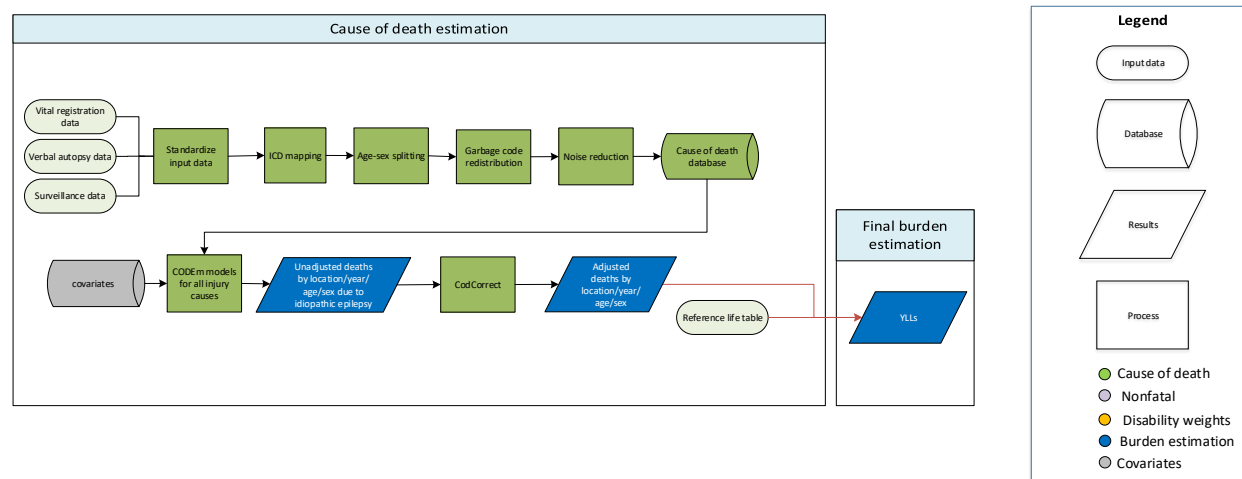 Cause of death estimation
Vital registration
data
Verbal autopsy data
Surveillance data
Standardize
input data
ICD mapping
Age-sex splitting
Garbage code
redistribution
Noise reduction
Cause of death
database
covariates
CODEm models
for all injury
causes
Unadjusted deaths
by location/year/
age/sex due to
idiopathic epilepsy
CodCorrect
Adjusted
deaths by
location/year/
age/sex
Reference life table
Final burden
estimation
YLLs
Legend
Input data
Database
Results
Process
Cause of death
Nonfatal
Disability weights
Burden estimation
Covariates